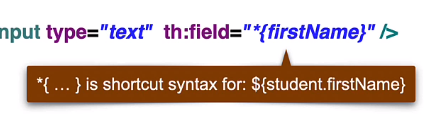 nput type="text" th:field="*{firstName}" />
*{ … } is shortcut syntax for: ${student.firstName}